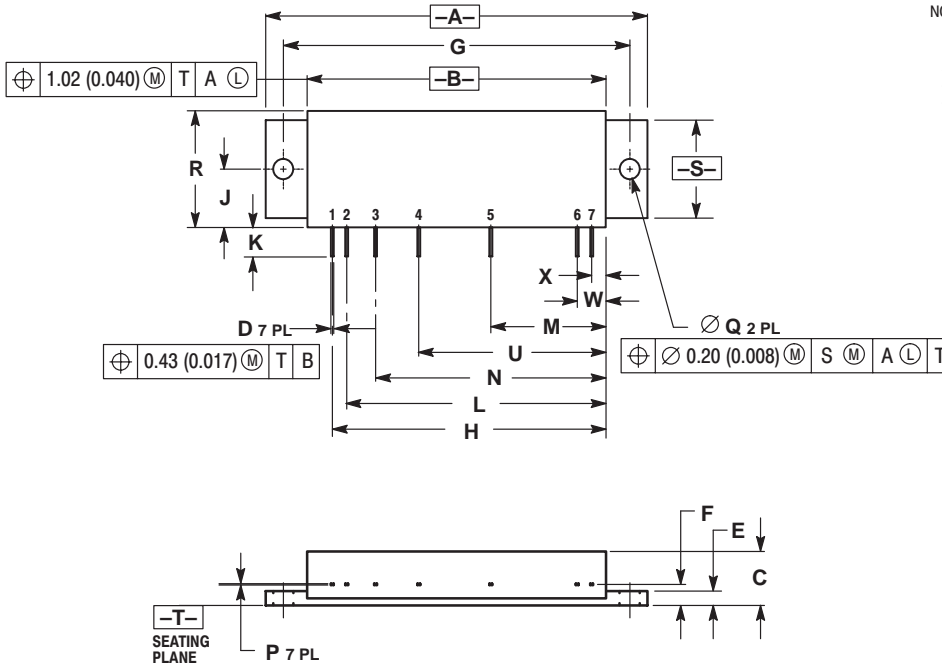 –A–
NO
G
⌖ 1.02 (0.040) Ⓜ T A Ⓛ
–B–
R
J
–S–
1 2 3 4 5 6 7
K
X
W
D 7 PL
M
Ø Q 2 PL
⌖ 0.43 (0.017) Ⓜ T B
U
⌖ Ø 0.20 (0.008) Ⓜ S Ⓜ A Ⓛ T
N
L
H
F
E
C
–T–
SEATING
PLANE
P 7 PL